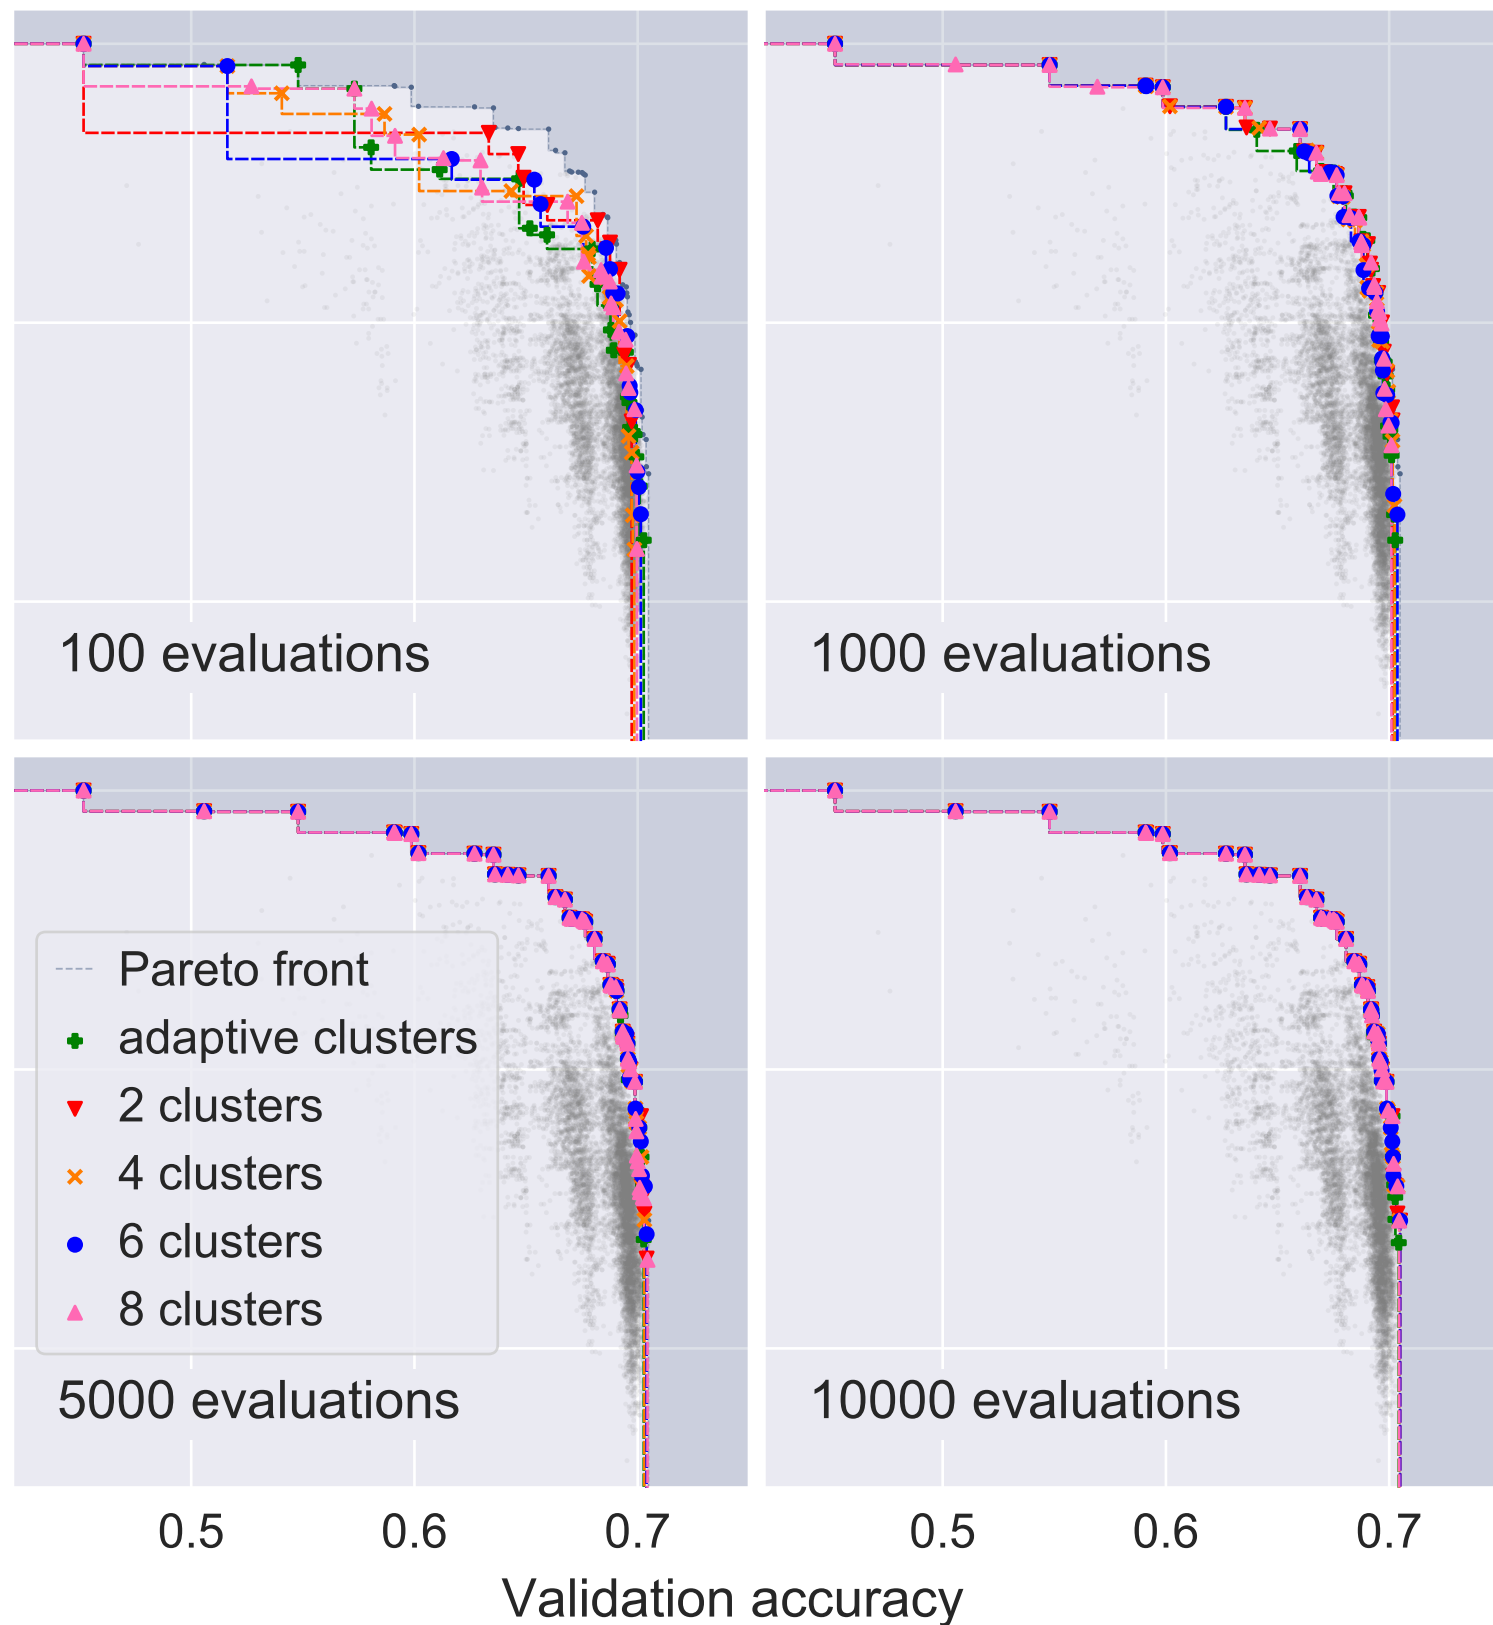 100 evaluations
1000 evaluations
Pareto front
adaptive clusters
2 clusters
4 clusters
6 clusters
8 clusters
5000 evaluations
10000 evaluations
0.5 0.6 0.7 0.5 0.6 0.7
Validation accuracy